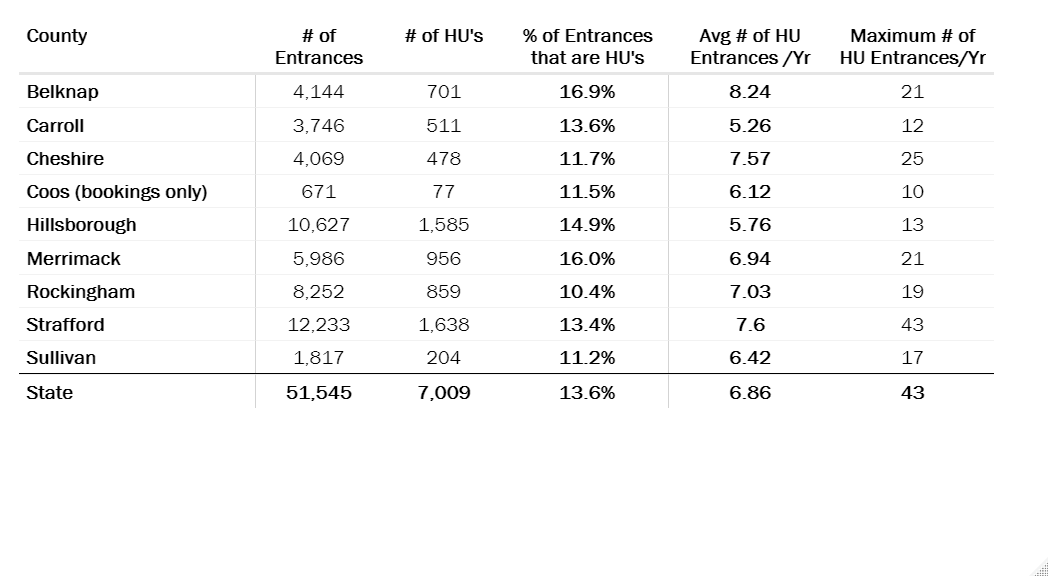 County # of Entrances # of HU's % of Entrances that are HU's Avg # of HU Entrances /Yr Maximum # of HU Entrances/Yr
Belknap 4,144 701 16.9% 8.24 21
Carroll 3,746 511 13.6% 5.26 12
Cheshire 4,069 478 11.7% 7.57 25
Coos (bookings only) 671 77 11.5% 6.12 10
Hillsborough 10,627 1,585 14.9% 5.76 13
Merrimack 5,986 956 16.0% 6.94 21
Rockingham 8,252 859 10.4% 7.03 19
Strafford 12,233 1,638 13.4% 7.6 43
Sullivan 1,817 204 11.2% 6.42 17
State 51,545 7,009 13.6% 6.86 43